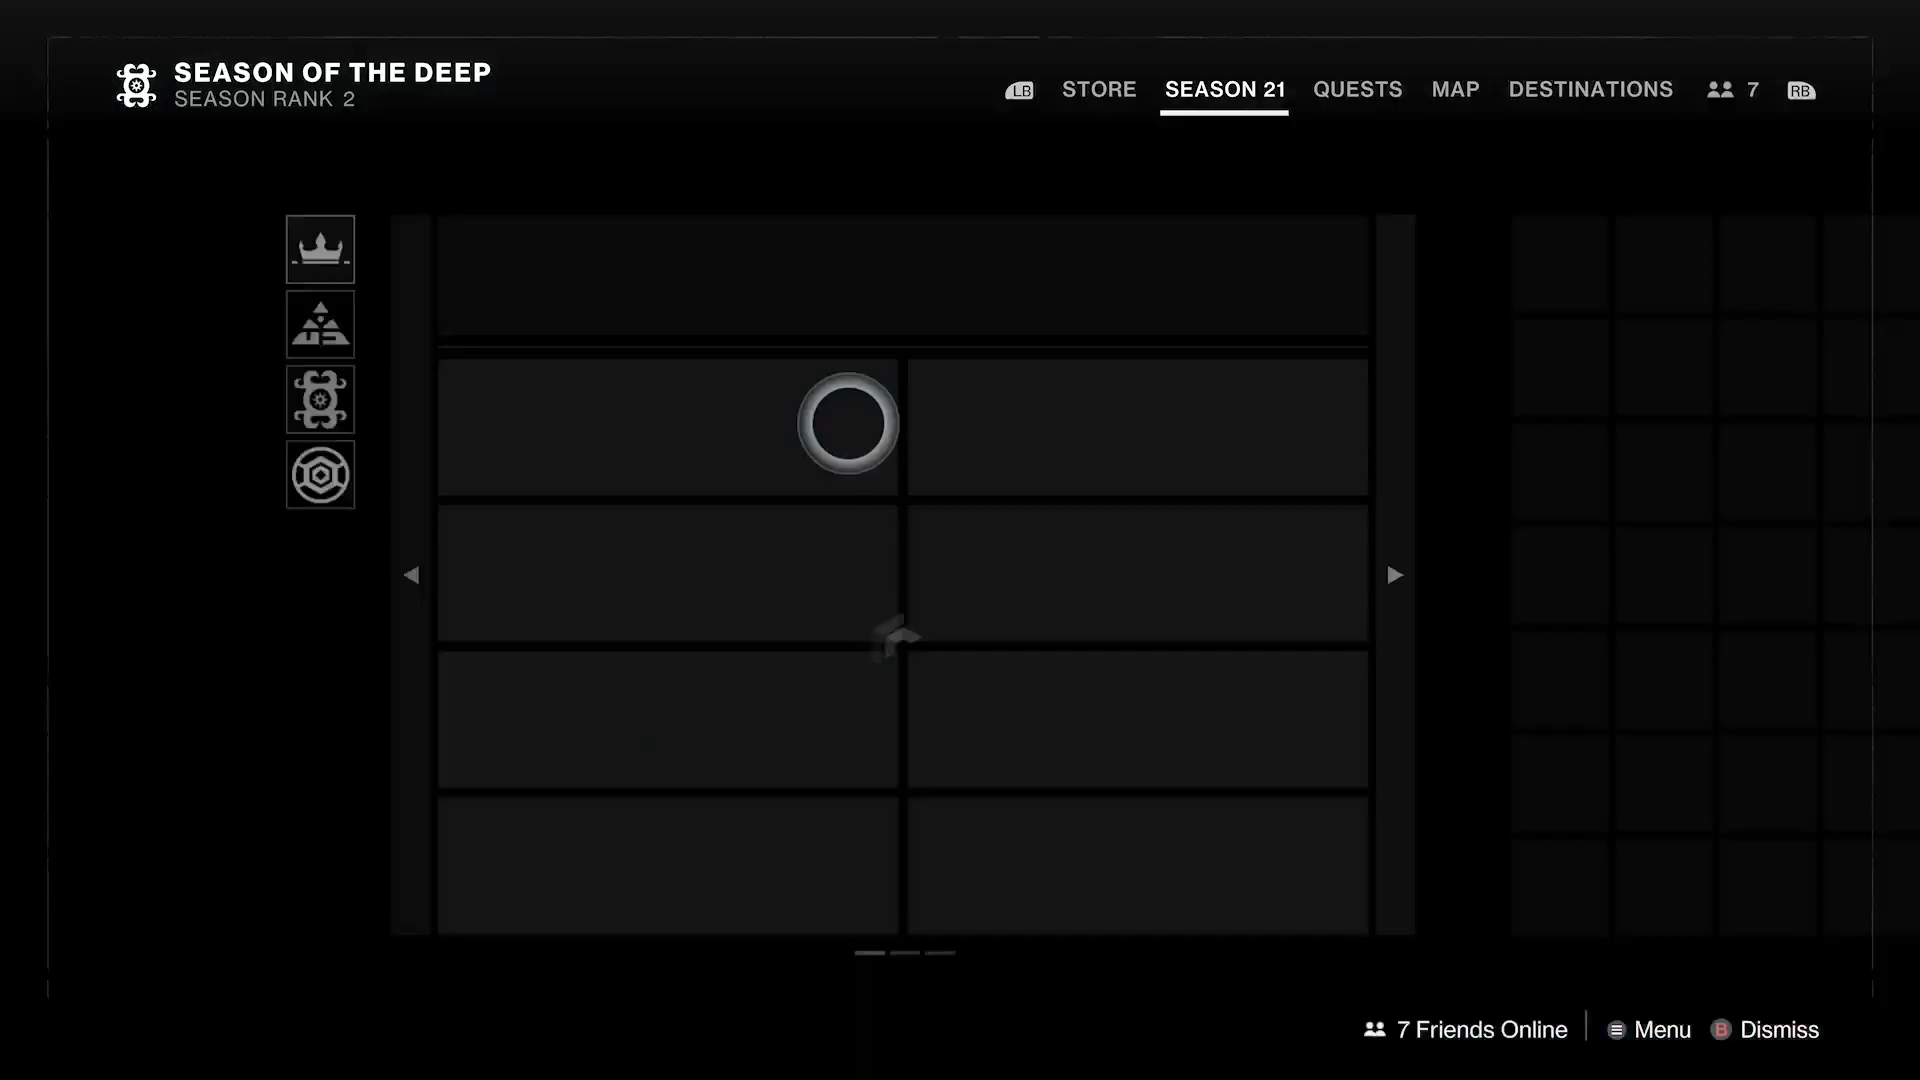 SEASON OF THE DEEP
SEASON RANK 2
LB STORE SEASON 21 QUESTS MAP DESTINATIONS 7 RB
7 Friends Online Menu B Dismiss